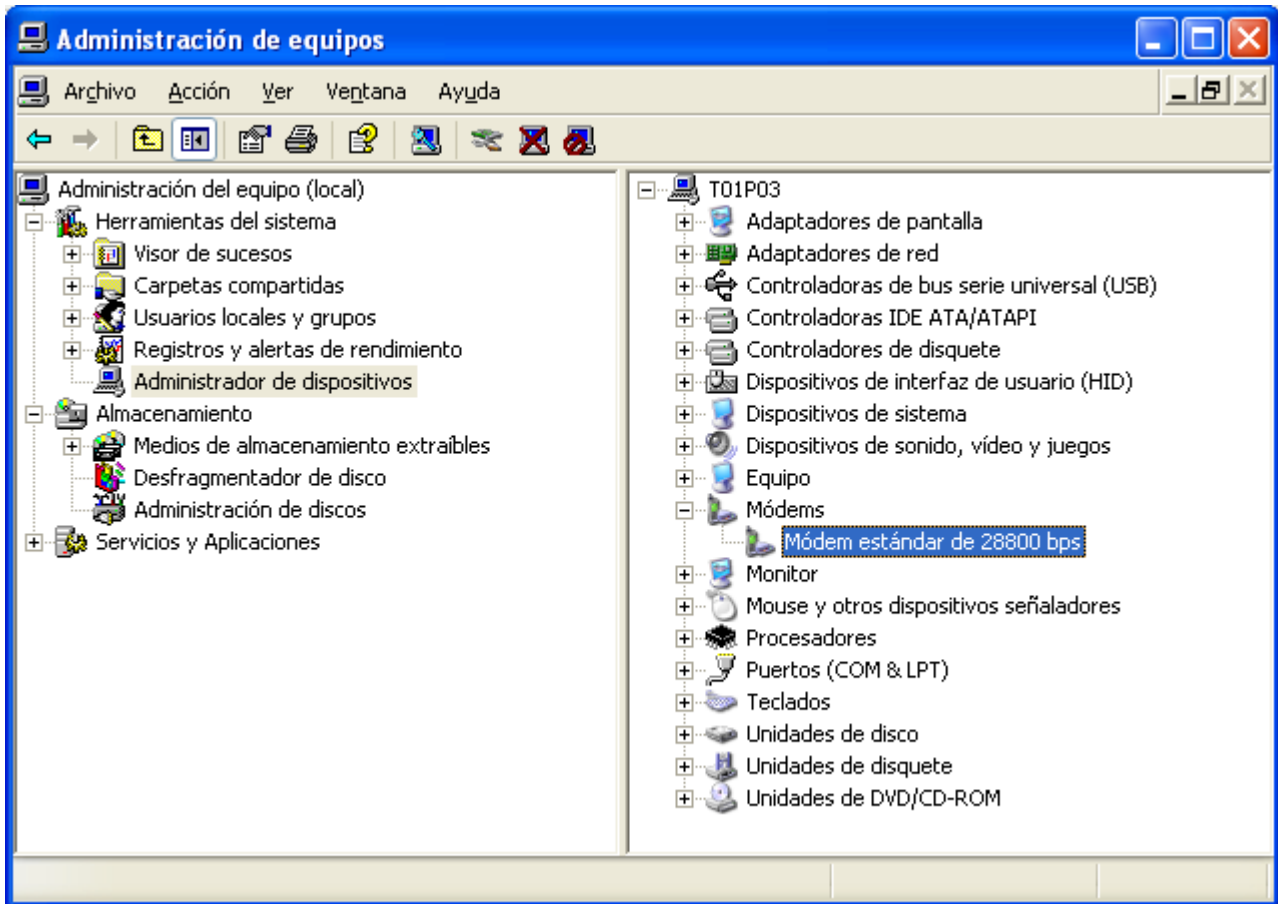 Administración de equipos
Archivo Acción Ver Ventana Ayuda
Administración del equipo (local)
Herramientas del sistema
Visor de sucesos
Carpetas compartidas
Usuarios locales y grupos
Registros y alertas de rendimiento
Administrador de dispositivos
Almacenamiento
Medios de almacenamiento extraíbles
Desfragmentador de disco
Administración de discos
Servicios y Aplicaciones
T01P03
Adaptadores de pantalla
Adaptadores de red
Controladoras de bus serie universal (USB)
Controladoras IDE ATA/ATAPI
Controladores de disquete
Dispositivos de interfaz de usuario (HID)
Dispositivos de sistema
Dispositivos de sonido, vídeo y juegos
Equipo
Módems
Módem estándar de 28800 bps
Monitor
Mouse y otros dispositivos señaladores
Procesadores
Puertos (COM & LPT)
Teclados
Unidades de disco
Unidades de disquete
Unidades de DVD/CD-ROM